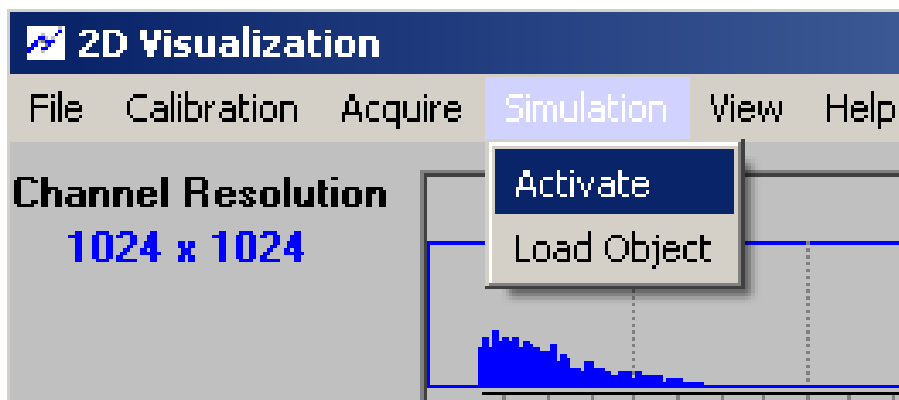 2D Visualization
File Calibration Acquire Simulation View Help
Activate
Load Object
Channel Resolution
1024 x 1024